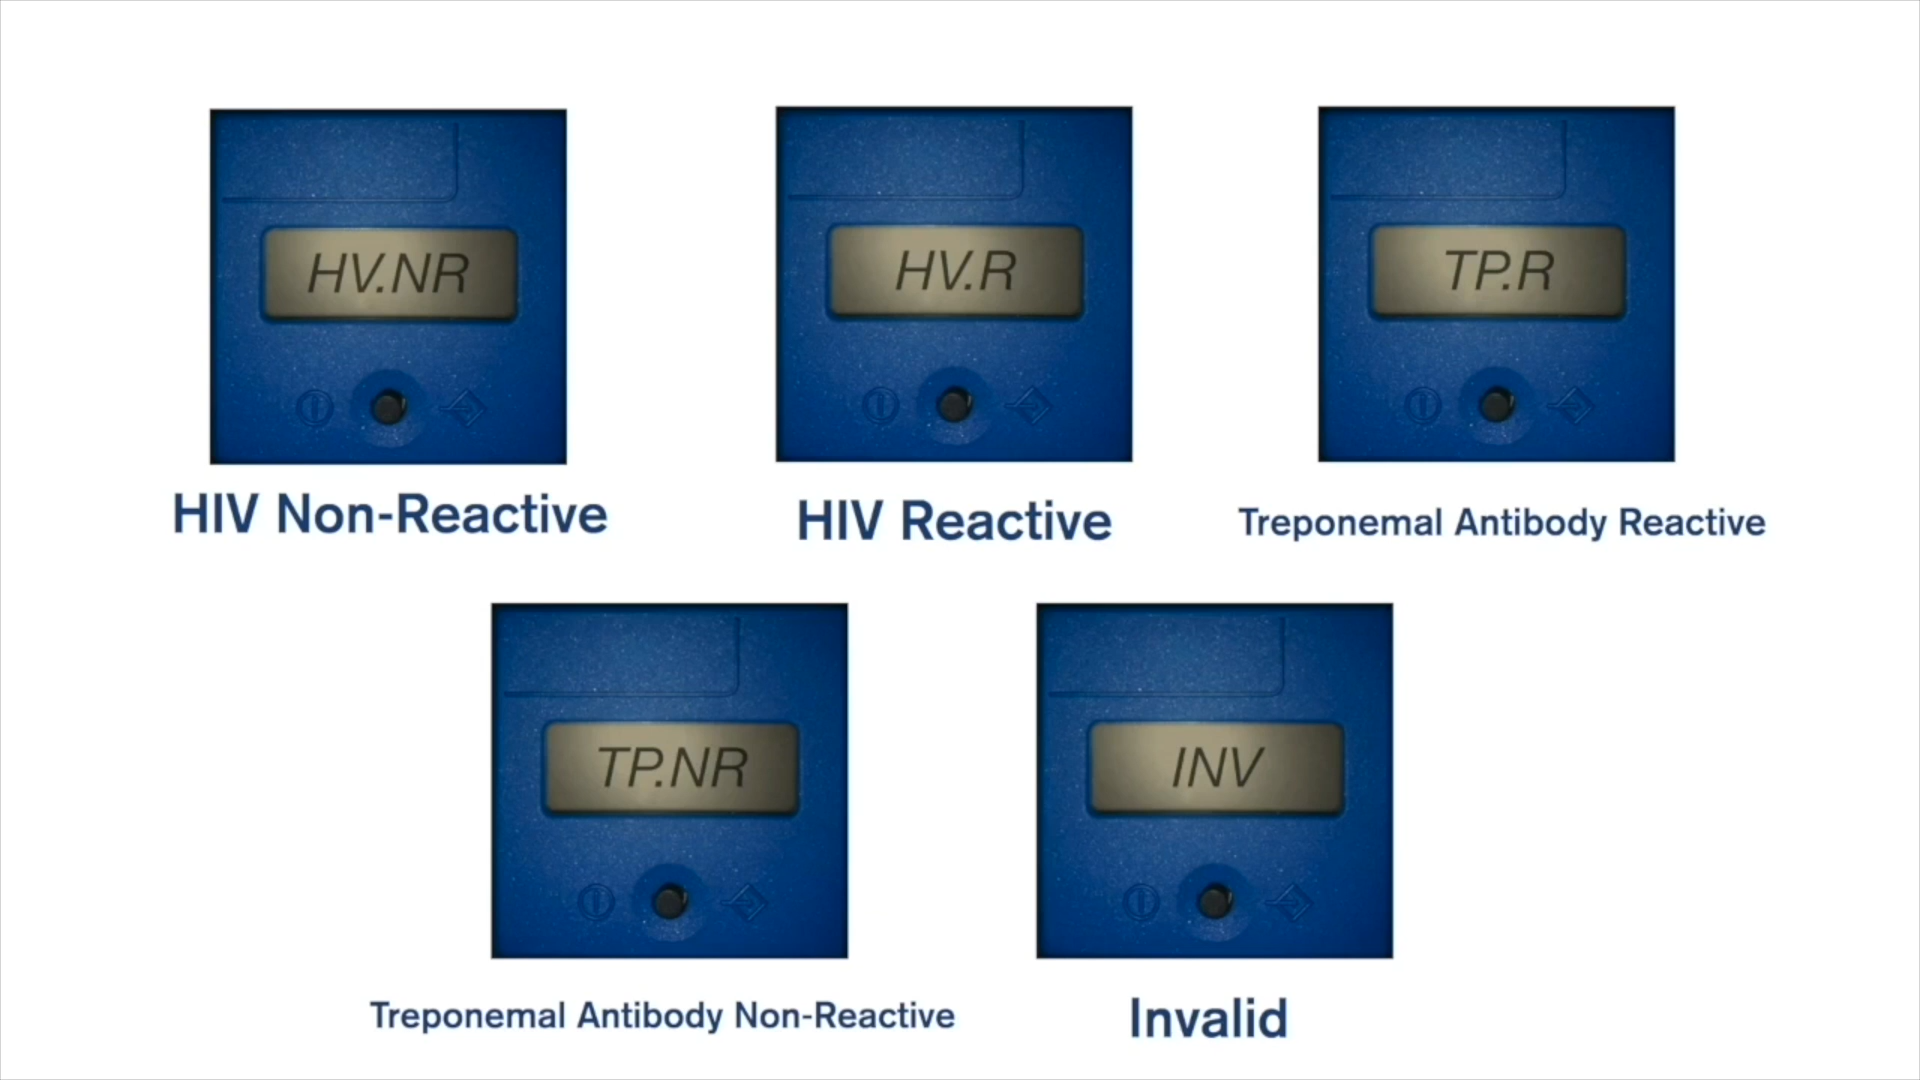 HV.NR
HV.R
TP.R
HIV Non-Reactive
HIV Reactive
Treponemal Antibody Reactive
TP.NR
INV
Treponemal Antibody Non-Reactive
Invalid